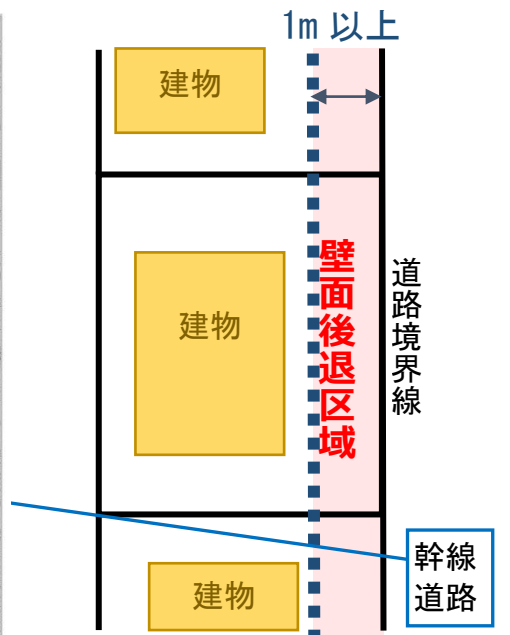 1m 以上
建物
建物
壁面後退区域
道路境界線
幹線
道路
建物